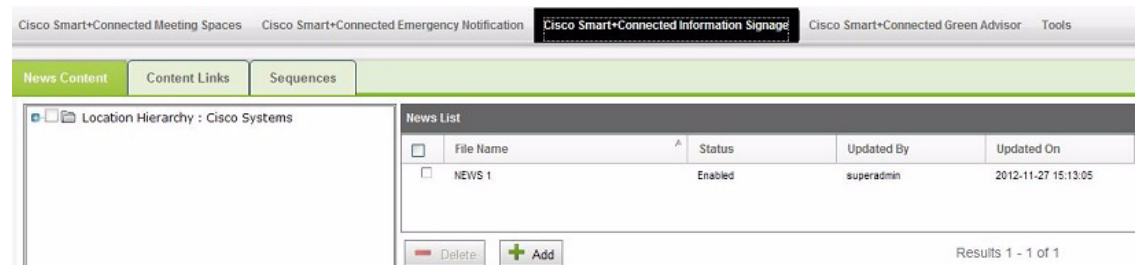 Cisco Smart+Connected Meeting Spaces Cisco Smart+Connected Emergency Notification Cisco Smart+Connected Information Signage Cisco Smart+Connected Green Advisor Tools
News Content Content Links Sequences
Location Hierarchy : Cisco Systems
News List
File Name Status Updated By Updated On
NEWS 1 Enabled superadmin 2012-11-27 15:13:05
Delete Add Results 1 - 1 of 1